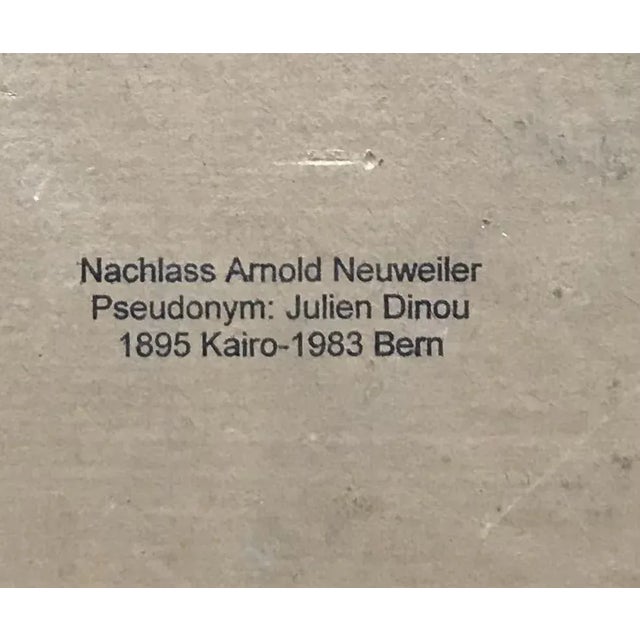 Nachlass Arnold Neuweiler
Pseudonym: Julien Dinou
1895 Kairo-1983 Bern